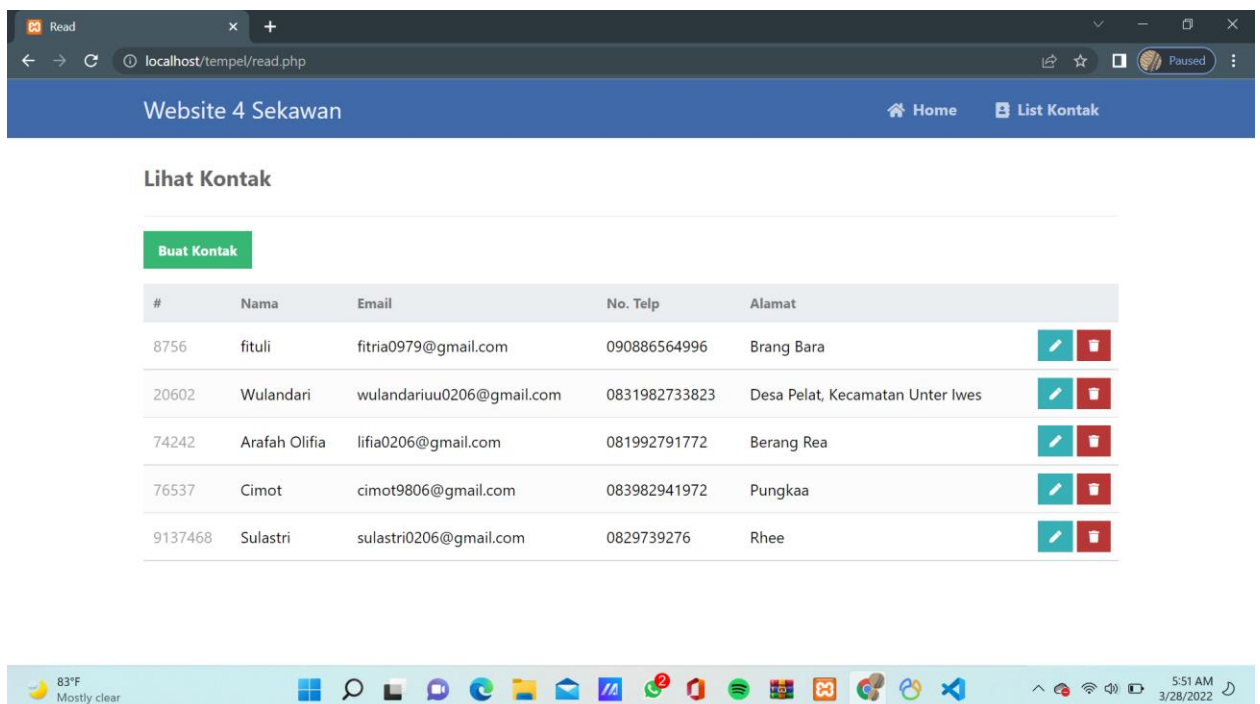 Read
localhost/tempel/read.php
Paused
Website 4 Sekawan
Home
List Kontak
Lihat Kontak
Buat Kontak
# Nama Email No. Telp Alamat
8756 fituli fitria0979@gmail.com 090886564996 Brang Bara
20602 Wulandari wulandariuu0206@gmail.com 0831982733823 Desa Pelat, Kecamatan Unter Iwes
74242 Arafah Olifia lifia0206@gmail.com 081992791772 Berang Rea
76537 Cimot cimot9806@gmail.com 083982941972 Pungkaa
9137468 Sulastri sulastri0206@gmail.com 0829739276 Rhee
83°F
Mostly clear
2
5:51 AM
3/28/2022